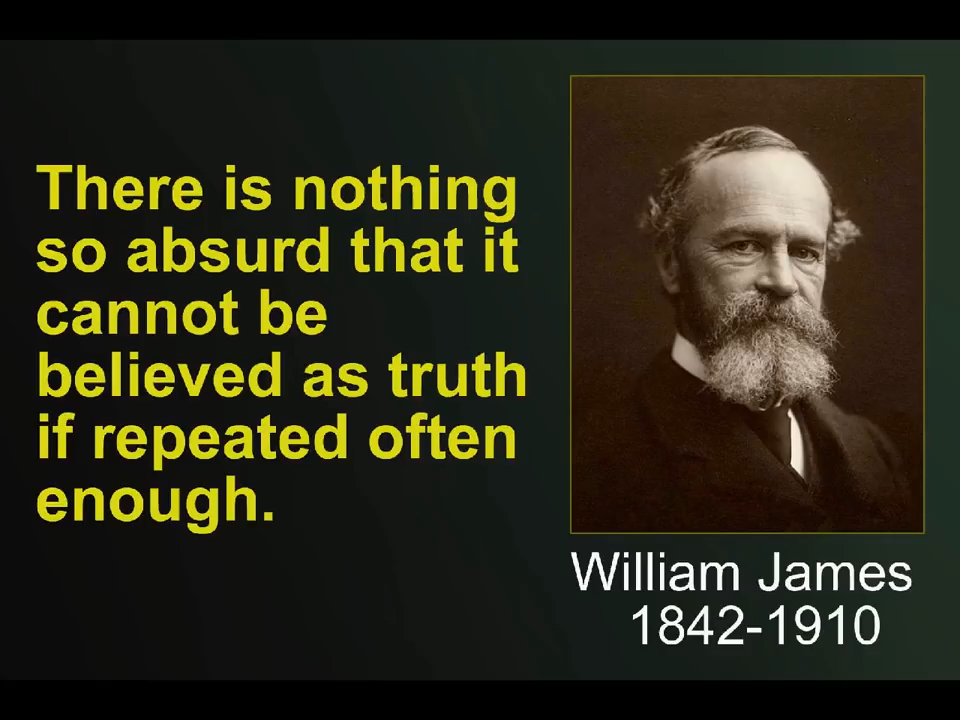 There is nothing
so absurd that it
cannot be
believed as truth
if repeated often
enough.
William James
1842-1910